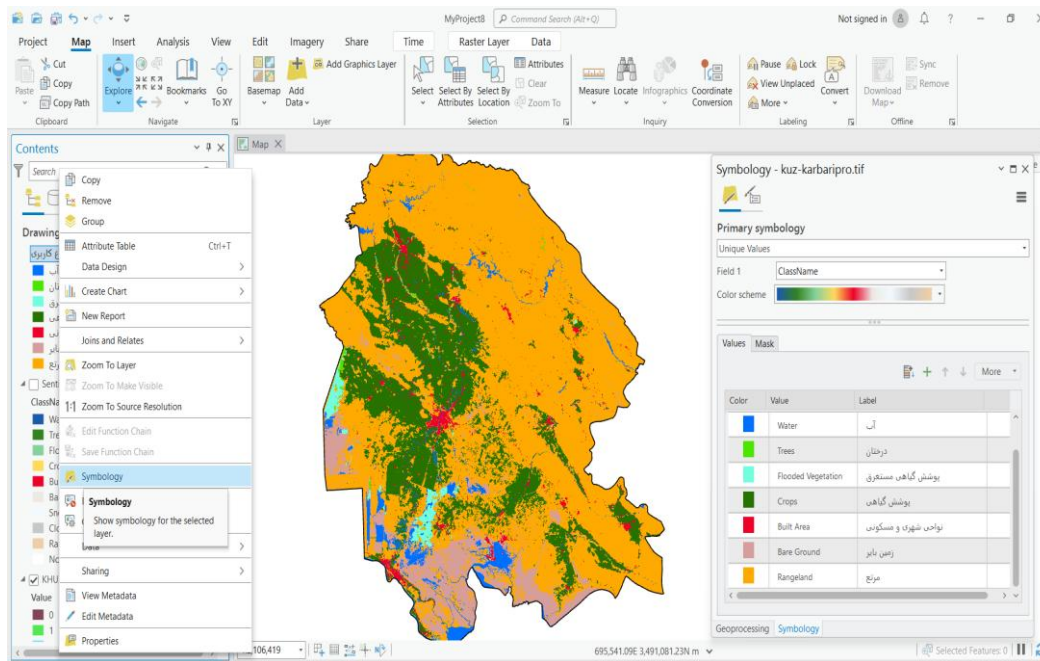 MyProject8
Command Search (Alt+Q)
Not signed in
Project Map Insert Analysis View Edit Imagery Share Time Raster Layer Data
Paste
Cut
Copy
Copy Path
Clipboard
Explore
Bookmarks
Go To XY
Navigate
Basemap
Add Data
Add Graphics Layer
Layer
Select
Select By Attributes
Select By Location
Attributes
Clear
Zoom To
Selection
Measure
Locate
Infographics
Coordinate Conversion
Inquiry
Pause
Lock
View Unplaced
More
Convert
Labeling
Download Map
Sync
Remove
Offline
Contents
Search
Map
Copy
Remove
Group
Attribute Table Ctrl+T
Data Design
Create Chart
New Report
Joins and Relates
Zoom To Layer
Zoom To Make Visible
1:1 Zoom To Source Resolution
Edit Function Chain
Save Function Chain
Symbology
Symbology
Show symbology for the selected
layer.
Data
Sharing
View Metadata
Edit Metadata
Properties
Value
0
1
Symbology - kuz-karbaripro.tif
Primary symbology
Unique Values
Field 1 ClassName
Color scheme
Values Mask
More
Color Value Label
Water آب
Trees درختان
Flooded Vegetation پوشش گیاهی مستغرق
Crops پوشش گیاهی
Built Area نواحی شهری و مسکونی
Bare Ground زمین بایر
Rangeland مرتع
Geoprocessing Symbology
695,541.09E 3,491,081.23N m
Selected Features: 0